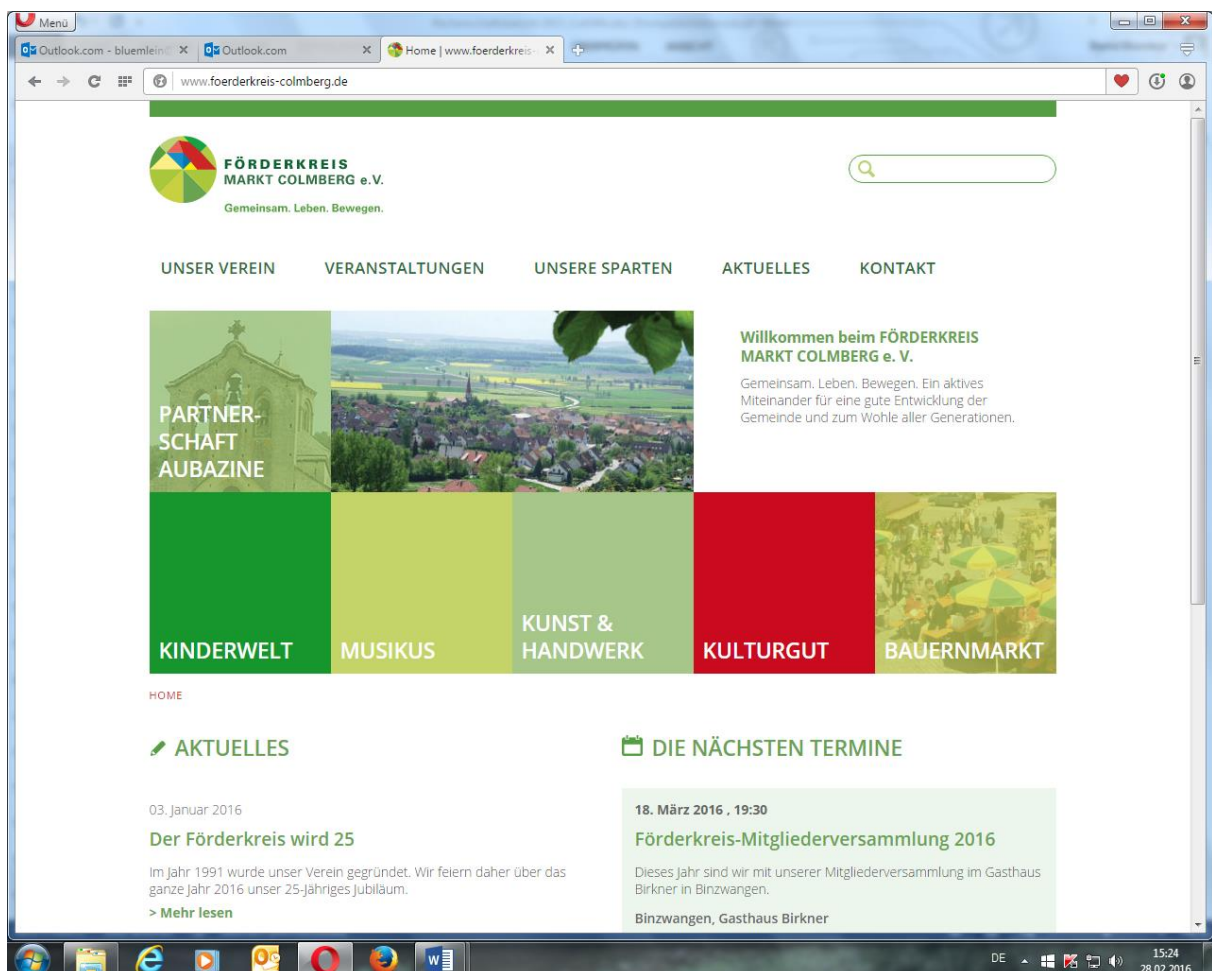 Menü
Outlook.com - bluemlein
Outlook.com
Home | www.foerderkreis-
www.foerderkreis-colmberg.de
FÖRDERKREIS
MARKT COLMBERG e.V.
Gemeinsam. Leben. Bewegen.
UNSER VEREIN VERANSTALTUNGEN UNSERE SPARTEN AKTUELLES KONTAKT
PARTNER-
SCHAFT
AUBAZINE
Willkommen beim FÖRDERKREIS
MARKT COLMBERG e. V.
Gemeinsam. Leben. Bewegen. Ein aktives
Miteinander für eine gute Entwicklung der
Gemeinde und zum Wohle aller Generationen.
KINDERWELT
MUSIKUS
KUNST &
HANDWERK
KULTURGUT
BAUERNMARKT
HOME
AKTUELLES
03. Januar 2016
Der Förderkreis wird 25
Im Jahr 1991 wurde unser Verein gegründet. Wir feiern daher über das
ganze Jahr 2016 unser 25-jähriges Jubiläum.
> Mehr lesen
DIE NÄCHSTEN TERMINE
18. März 2016 , 19:30
Förderkreis-Mitgliederversammlung 2016
Dieses Jahr sind wir mit unserer Mitgliederversammlung im Gasthaus
Birkner in Binzwangen.
Binzwangen, Gasthaus Birkner
DE
15:24
28.02.2016